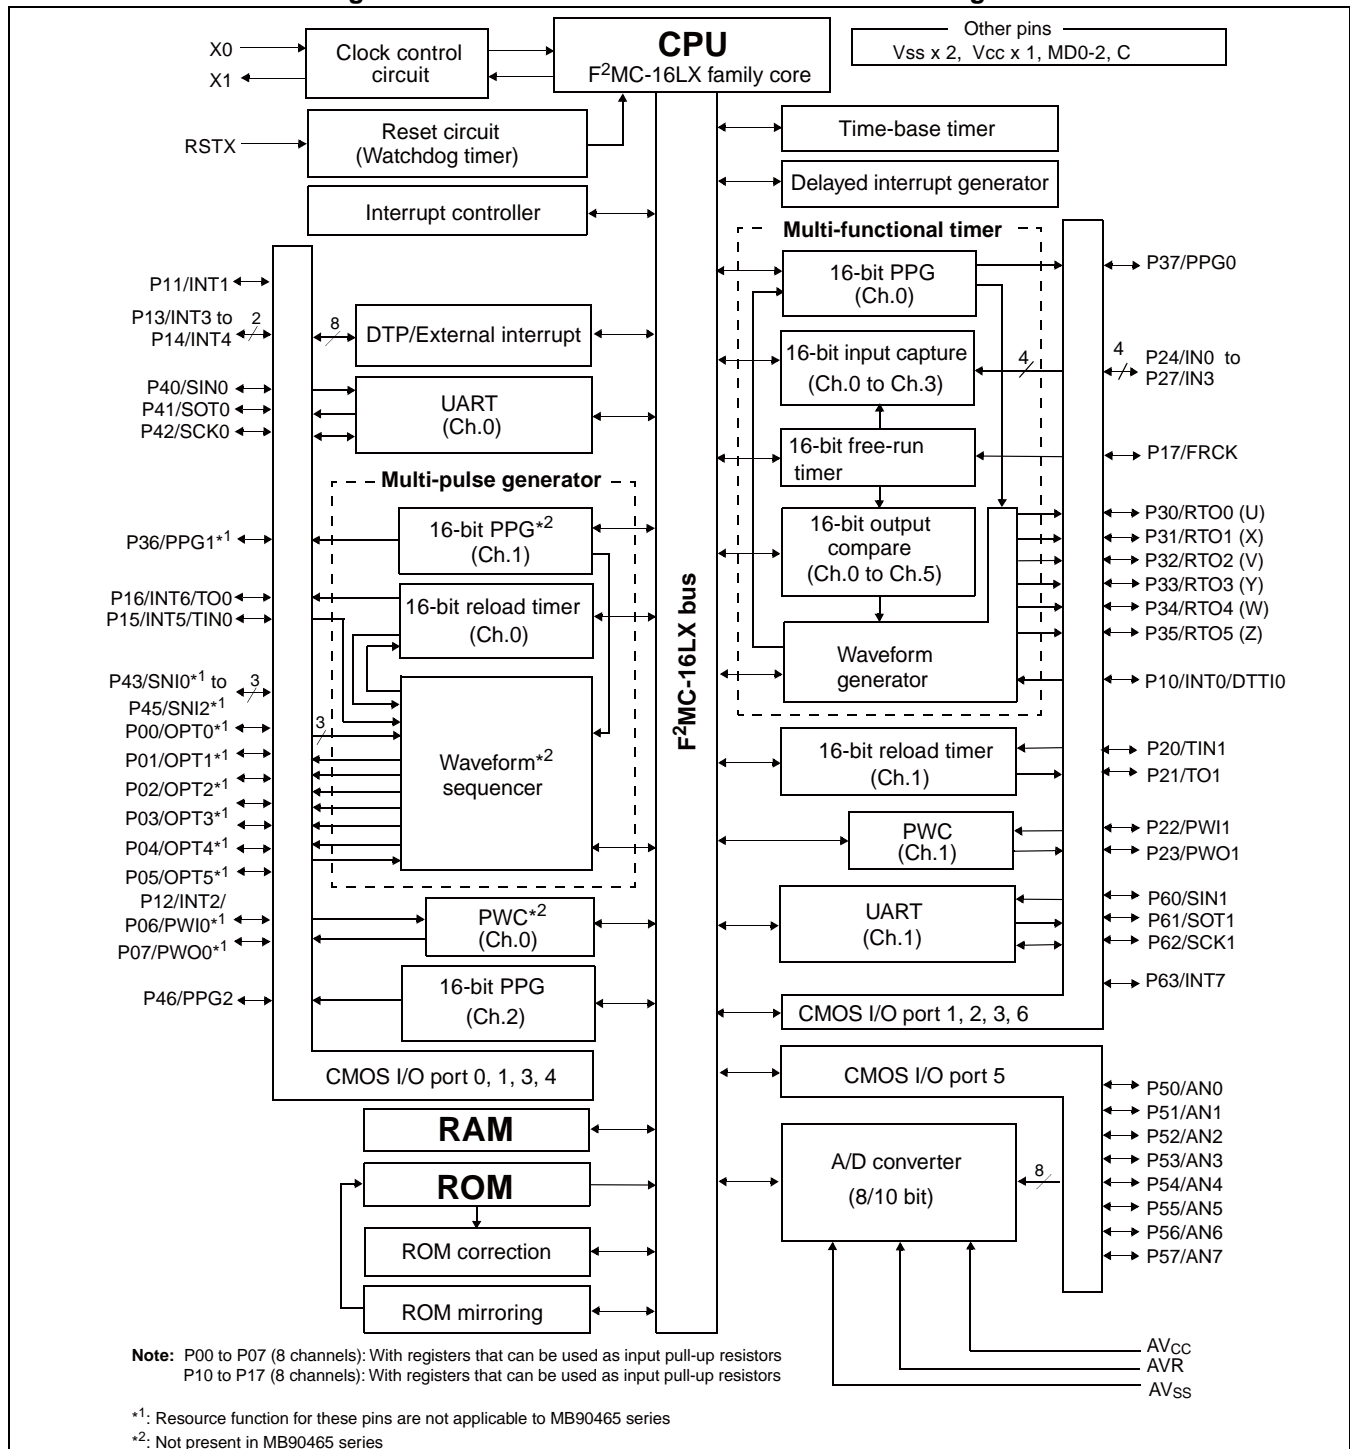 X0
X1
Clock control
circuit
CPU
F²MC-16LX family core
Other pins
Vss x 2, Vcc x 1, MD0-2, C
RSTX
Reset circuit
(Watchdog timer)
Interrupt controller
Time-base timer
Delayed interrupt generator
F²MC-16LX bus
P11/INT1
P13/INT3 to
P14/INT4
2
8
DTP/External interrupt
P40/SIN0
P41/SOT0
P42/SCK0
UART
(Ch.0)
Multi-pulse generator
P36/PPG1*1
16-bit PPG*2
(Ch.1)
P16/INT6/TO0
P15/INT5/TIN0
16-bit reload timer
(Ch.0)
P43/SNI0*1 to
P45/SNI2*1
3
3
P00/OPT0*1
P01/OPT1*1
P02/OPT2*1
P03/OPT3*1
P04/OPT4*1
P05/OPT5*1
Waveform*2
sequencer
P12/INT2/
P06/PWI0*1
P07/PWO0*1
PWC*2
(Ch.0)
P46/PPG2
16-bit PPG
(Ch.2)
CMOS I/O port 0, 1, 3, 4
RAM
ROM
ROM correction
ROM mirroring
Multi-functional timer
16-bit PPG
(Ch.0)
P37/PPG0
16-bit input capture
(Ch.0 to Ch.3)
4
4
P24/IN0 to
P27/IN3
16-bit free-run
timer
P17/FRCK
16-bit output
compare
(Ch.0 to Ch.5)
P30/RTO0 (U)
P31/RTO1 (X)
P32/RTO2 (V)
P33/RTO3 (Y)
P34/RTO4 (W)
P35/RTO5 (Z)
Waveform
generator
P10/INT0/DTTI0
16-bit reload timer
(Ch.1)
P20/TIN1
P21/TO1
PWC
(Ch.1)
P22/PWI1
P23/PWO1
UART
(Ch.1)
P60/SIN1
P61/SOT1
P62/SCK1
P63/INT7
CMOS I/O port 1, 2, 3, 6
CMOS I/O port 5
A/D converter
(8/10 bit)
8
P50/AN0
P51/AN1
P52/AN2
P53/AN3
P54/AN4
P55/AN5
P56/AN6
P57/AN7
AVCC
AVR
AVSS
Note: P00 to P07 (8 channels): With registers that can be used as input pull-up resistors
P10 to P17 (8 channels): With registers that can be used as input pull-up resistors
*1: Resource function for these pins are not applicable to MB90465 series
*2: Not present in MB90465 series